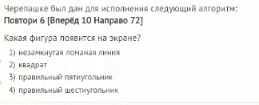 Черепашке был дан для исполнения следующий алгоритм:
Повтори 6 [Вперёд 10 Направо 72]
Какая фигура появится на экране?
1) незамкнутая ломаная линия
2) квадрат
3) правильный пятиугольник
4) правильный шестиугольник